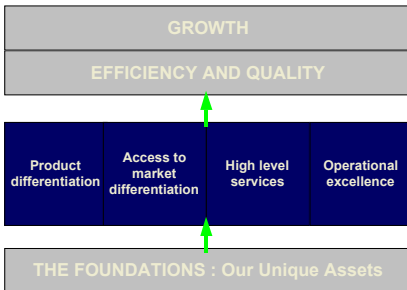 GROWTH
EFFICIENCY AND QUALITY
Product
differentiation
Access to
market
differentiation
High level
services
Operational
excellence
THE FOUNDATIONS : Our Unique Assets